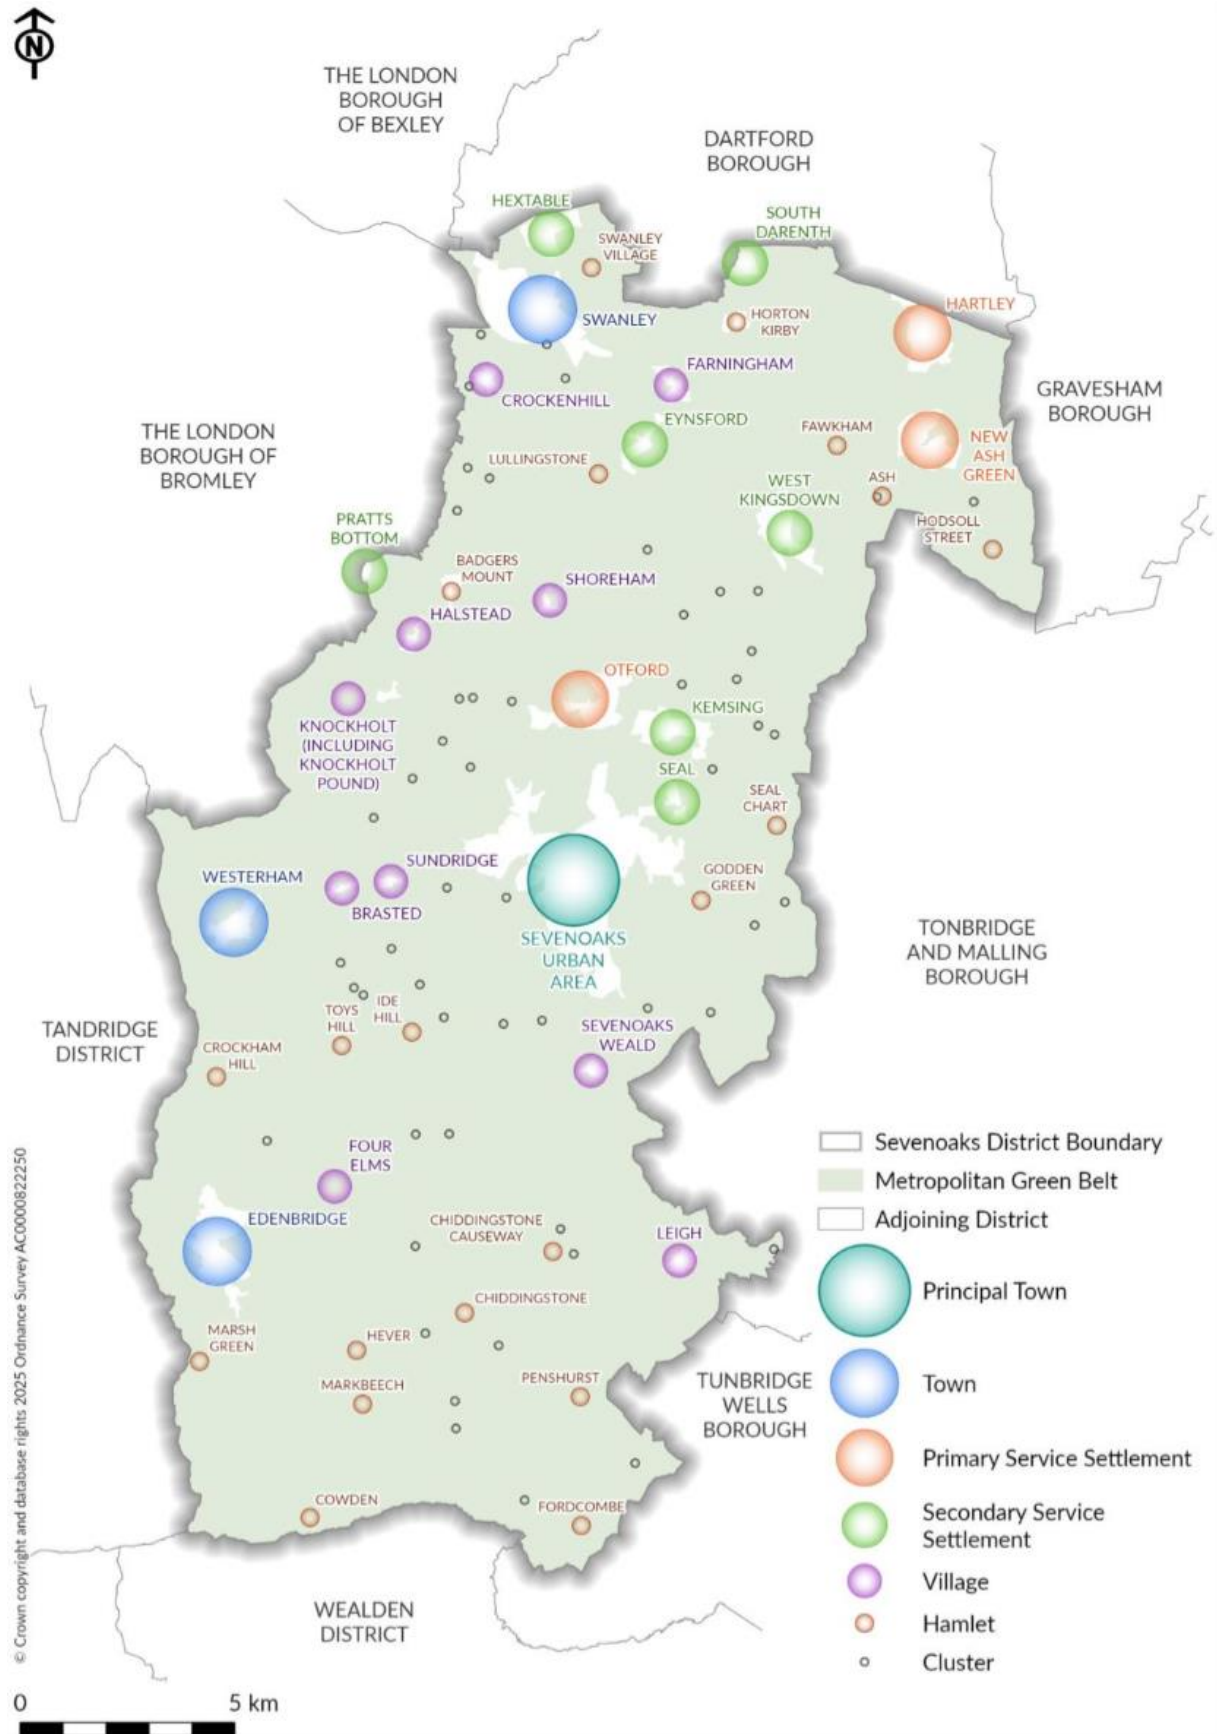 N
THE LONDON
BOROUGH
OF BEXLEY
DARTFORD
BOROUGH
HEXTABLE
SWANLEY
VILLAGE
SOUTH
DARENTH
SWANLEY
HORTON
KIRBY
HARTLEY
FARNINGHAM
CROCKENHILL
GRAVESHAM
BOROUGH
EYNSFORD
FAWKHAM
THE LONDON
BOROUGH OF
BROMLEY
NEW
ASH
GREEN
LULLINGSTONE
WEST
KINGSDOWN
ASH
HODSOLL
STREET
PRATTS
BOTTOM
BADGERS
MOUNT
SHOREHAM
HALSTEAD
OTFORD
KEMSING
KNOCKHOLT
(INCLUDING
KNOCKHOLT
POUND)
SEAL
SEAL
CHART
SUNDRIDGE
WESTERHAM
GODDEN
GREEN
BRASTED
SEVENOAKS
URBAN
AREA
TONBRIDGE
AND MALLING
BOROUGH
TOYS
HILL
IDE
HILL
SEVENOAKS
WEALD
TANDRIDGE
DISTRICT
CROCKHAM
HILL
FOUR
ELMS
EDENBRIDGE
CHIDDINGSTONE
CAUSEWAY
LEIGH
CHIDDINGSTONE
MARSH
GREEN
HEVER
MARKBEECH
PENSHURST
TUNBRIDGE
WELLS
BOROUGH
COWDEN
FORDCOMBE
WEALDEN
DISTRICT
Sevenoaks District Boundary
Metropolitan Green Belt
Adjoining District
Principal Town
Town
Primary Service Settlement
Secondary Service
Settlement
Village
Hamlet
Cluster
© Crown copyright and database rights 2025 Ordnance Survey AC0000822250
0 5 km